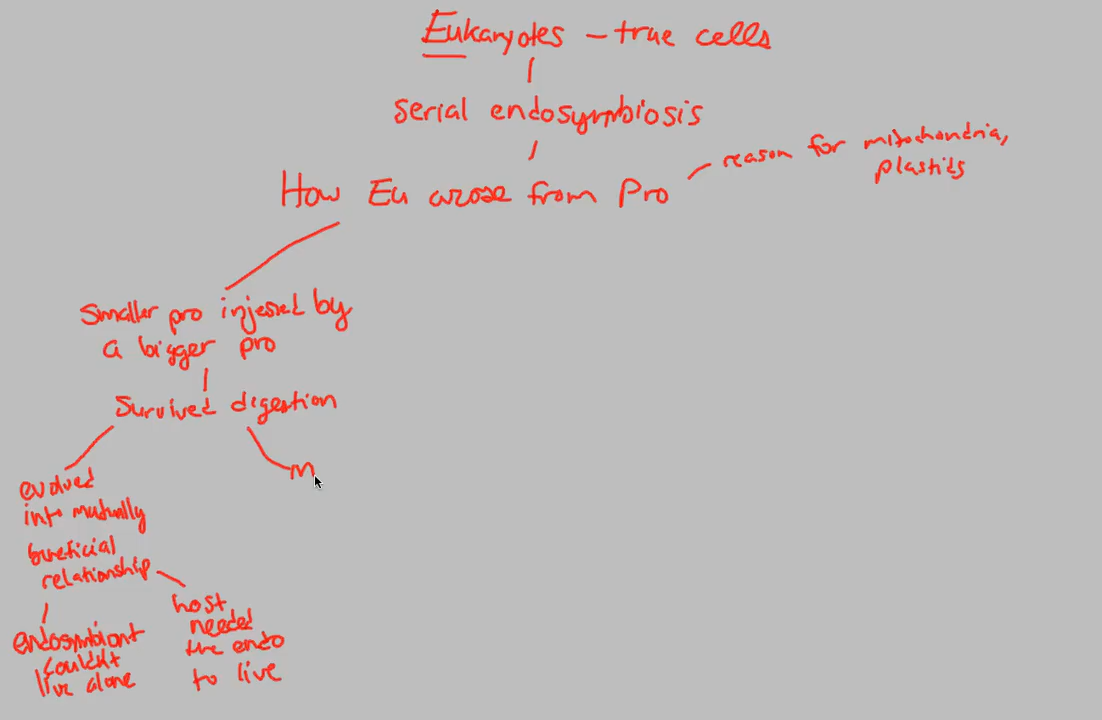 Eukaryotes – true cells
serial endosymbiosis
reason for mitochondria,
plastids
How Eu arose from Pro
Smaller pro injested by
a bigger pro
Survived digestion
m
evolved
into mutually
beneficial
relationship
host
needed
the endo
to live
endosymbiont
couldn't
live alone